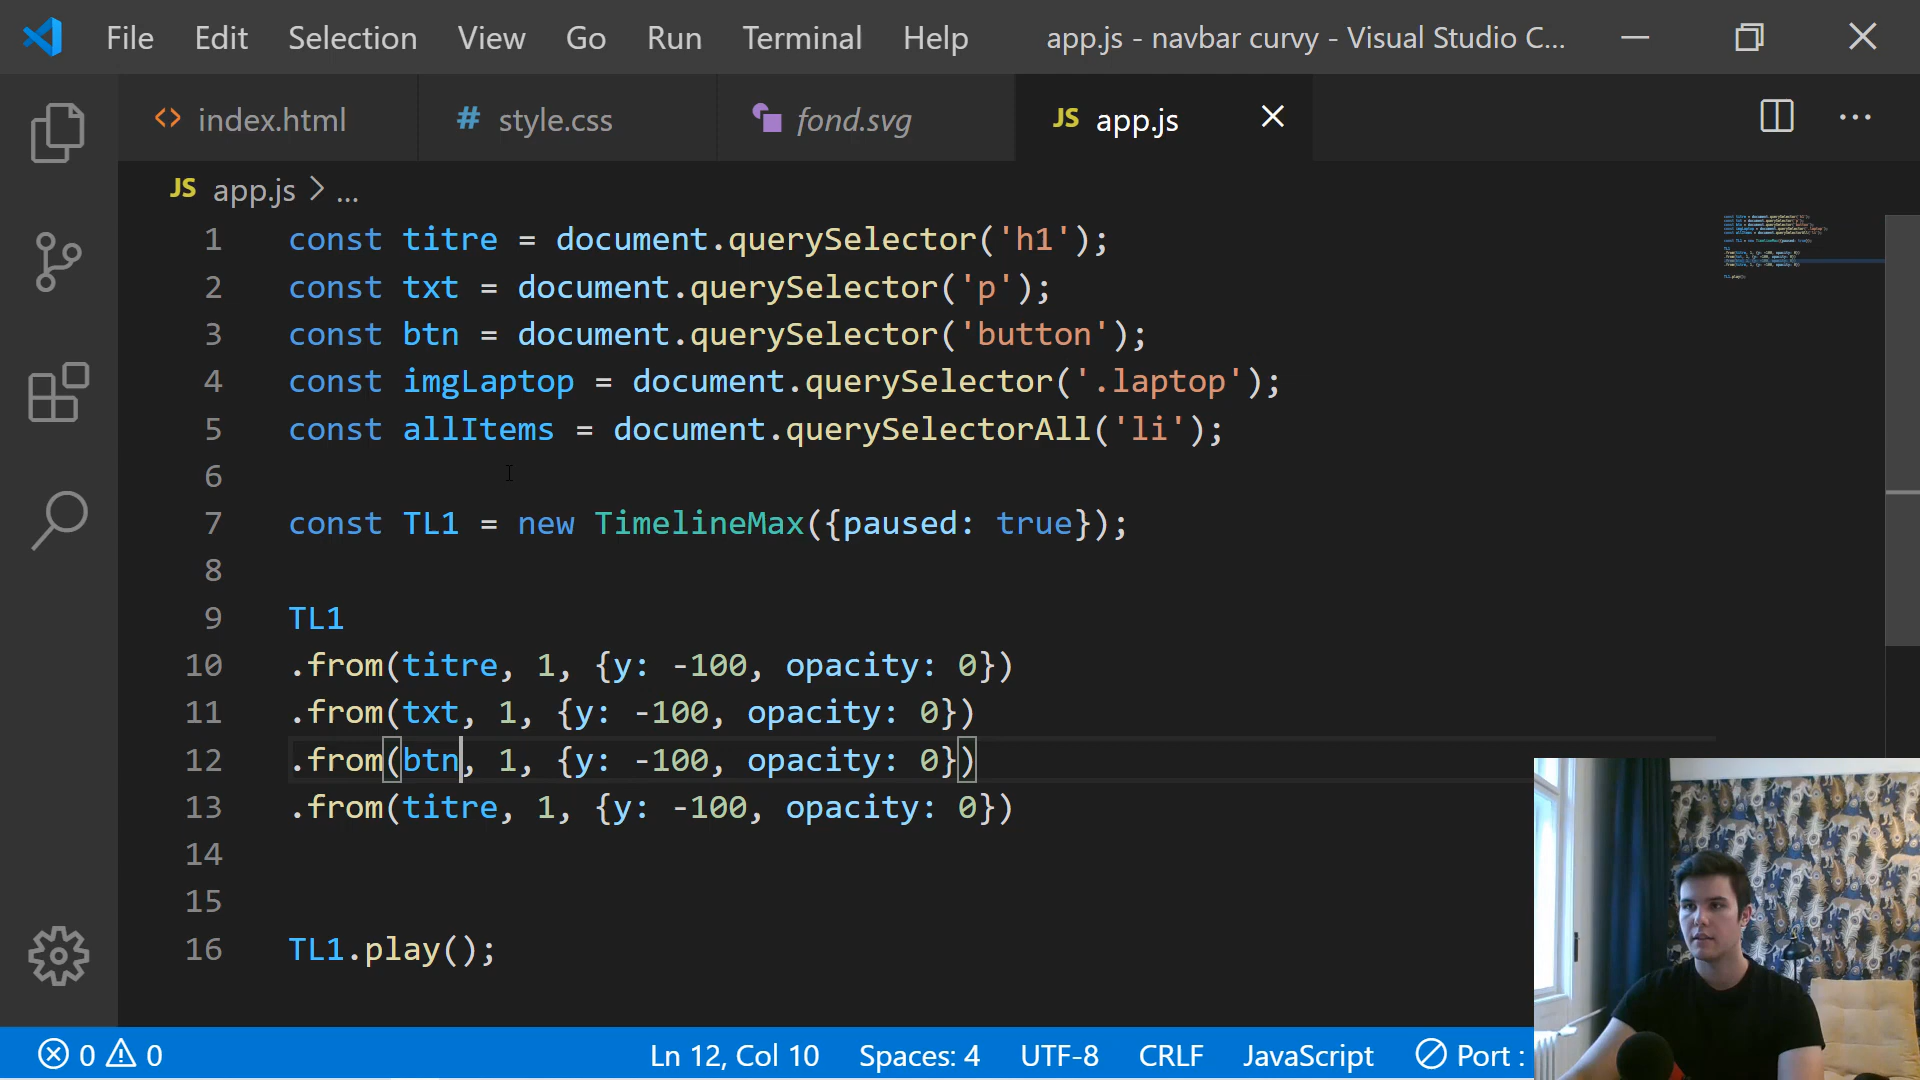 File Edit Selection View Go Run Terminal Help app.js - navbar curvy - Visual Studio C...
index.html # style.css fond.svg JS app.js
JS app.js > ...
1 const titre = document.querySelector('h1');
2 const txt = document.querySelector('p');
3 const btn = document.querySelector('button');
4 const imgLaptop = document.querySelector('.laptop');
5 const allItems = document.querySelectorAll('li');
6
7 const TL1 = new TimelineMax({paused: true});
8
9 TL1
10 .from(titre, 1, {y: -100, opacity: 0})
11 .from(txt, 1, {y: -100, opacity: 0})
12 .from(btn, 1, {y: -100, opacity: 0})
13 .from(titre, 1, {y: -100, opacity: 0})
14
15
16 TL1.play();
0 0 Ln 12, Col 10 Spaces: 4 UTF-8 CRLF JavaScript Port :